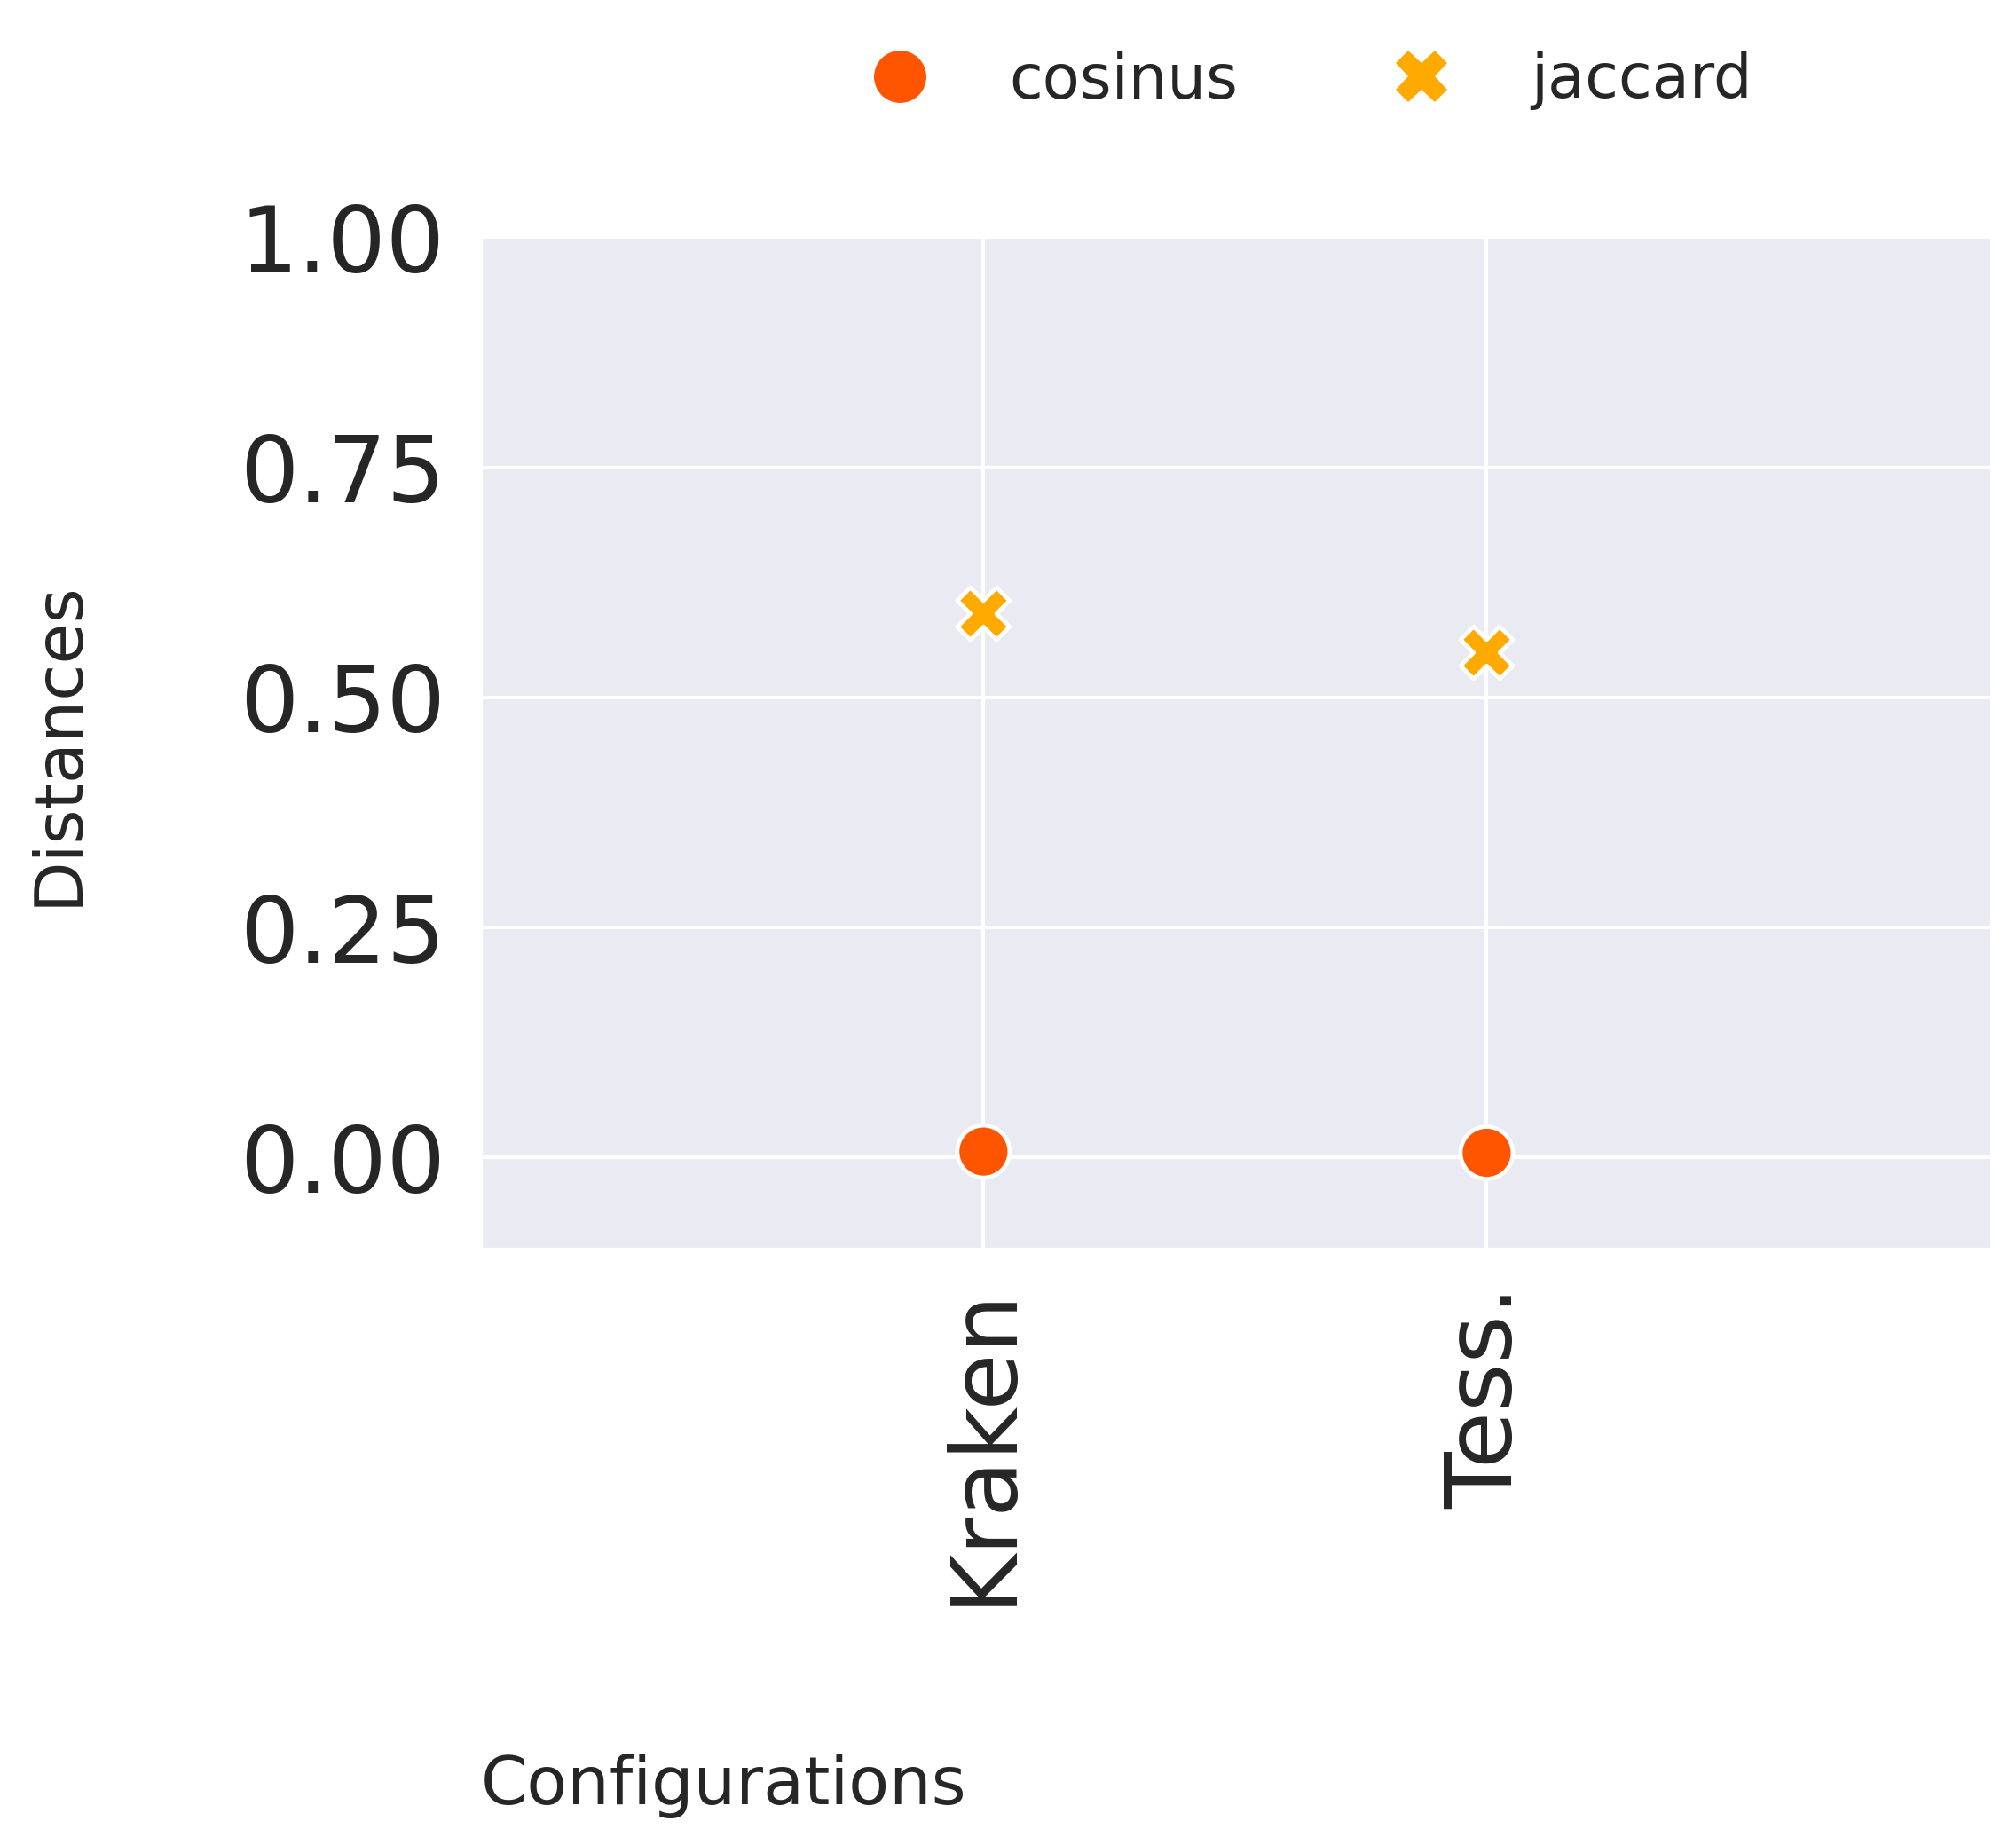 cosinus jaccard
1.00
0.75
0.50
0.25
0.00
Distances
Kraken
Tess.
Configurations